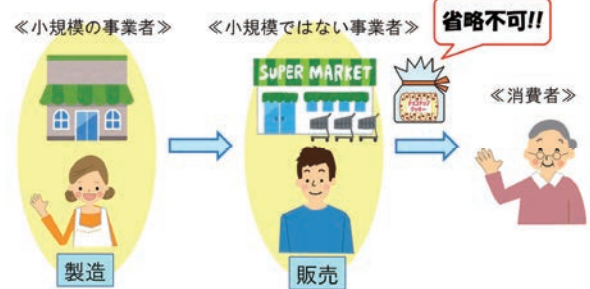 ≪小規模の事業者≫
≪小規模ではない事業者≫
省略不可!!
SUPER MARKET
≪消費者≫
製造
販売